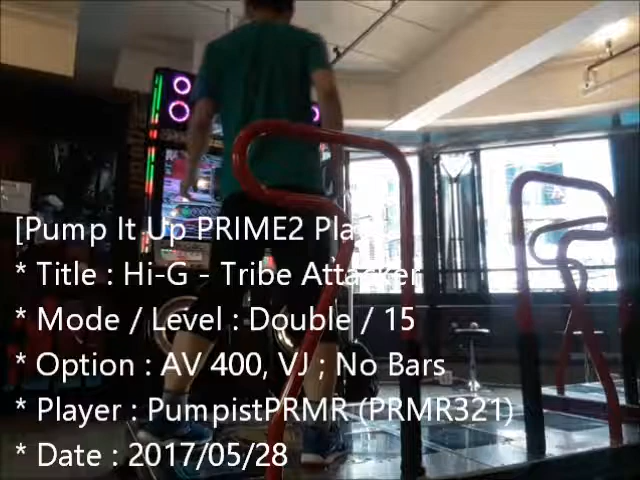 [Pump It Up PRIME2 Play
* Title : Hi-G - Tribe Attacker
* Mode / Level : Double / 15
* Option : AV 400, VJ ; No Bars
* Player : PumpistPRMR (PRMR321)
* Date : 2017/05/28